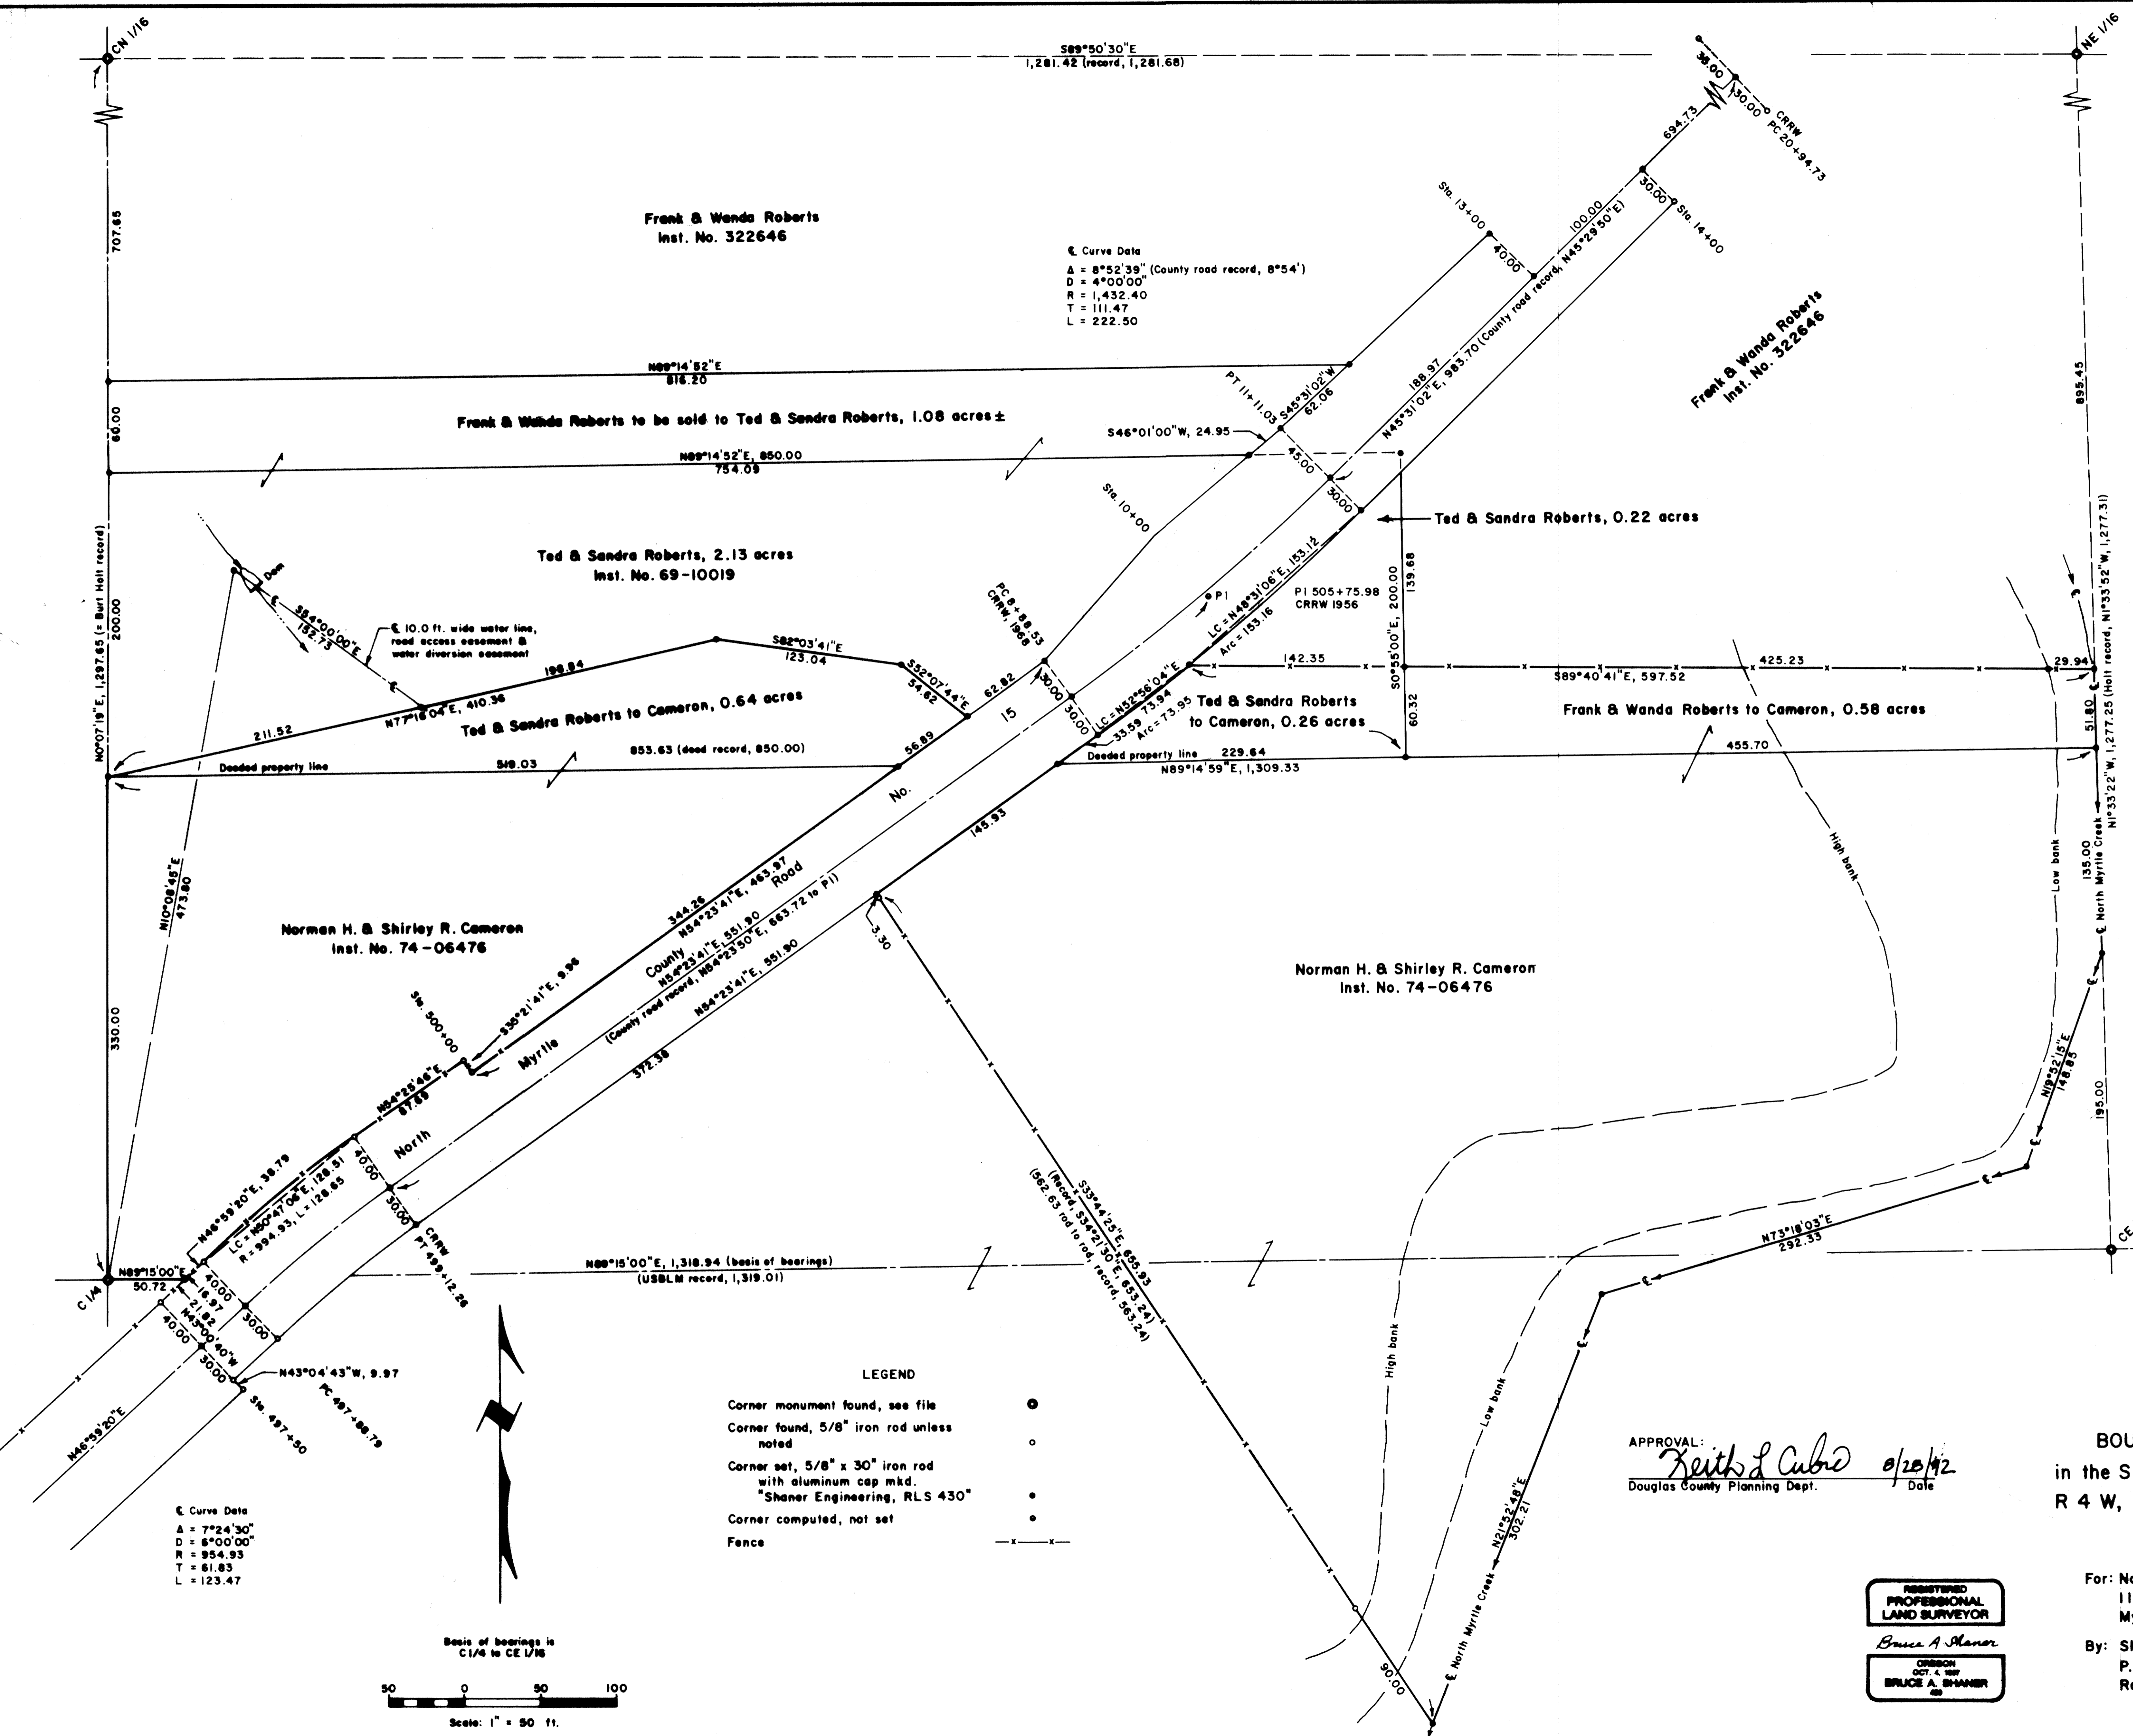 CN 1/16
S89°50'30"E
1,281.42 (record, 1,281.68)
NE 1/16
38.00
30.00
CRRW
PC 20+94.73
694.73
30.00
Sta. 14+00
Sta. 13+00
40.00
100.00
707.65
Frank & Wanda Roberts
Inst. No. 322646
℄ Curve Data
Δ = 8°52'39" (County road record, 8°54')
D = 4°00'00"
R = 1,432.40
T = 111.47
L = 222.50
188.97
N45°31'02"E, 983.70 (County road record, N45°29'50"E)
Frank & Wanda Roberts
Inst. No. 322646
895.45
N89°14'52"E
816.20
PT 11+11.03
S45°31'02"W
62.06
60.00
Frank & Wanda Roberts to be sold to Ted & Sandra Roberts, 1.08 acres ±
S46°01'00"W, 24.95
N89°14'52"E, 850.00
754.09
45.00
30.00
Sta. 10+00
Ted & Sandra Roberts, 0.22 acres
N0°07'19"E, 1,297.65 (= Burt Holt record)
200.00
Ted & Sandra Roberts, 2.13 acres
Inst. No. 69-10019
Dam
℄
S54°00'00"E
152.73
℄ 10.0 ft. wide water line,
road access easement &
water diversion easement
℄
PC 8+88.53
CRRW, 1968
PI
PI 505+75.98
CRRW 1956
LC = N48°31'06"E, 153.12
Arc = 153.16
S0°55'00"E, 200.00
139.68
N1°33'22"W, 1,277.25 (Holt record, N1°33'52"W, 1,277.31)
℄
198.84
S82°03'41"E
123.04
S52°07'44"E
54.62
62.82
30.00
30.00
142.35
425.23
29.94
S89°40'41"E, 597.52
211.52
N77°16'04"E, 410.36
Ted & Sandra Roberts to Cameron, 0.64 acres
15
LC = N52°56'04"E
73.94
Arc = 73.95
33.59
Ted & Sandra Roberts
to Cameron, 0.26 acres
60.32
Frank & Wanda Roberts to Cameron, 0.58 acres
℄
51.80
853.63 (deed record, 850.00)
56.89
Deeded property line
519.03
Deeded property line
229.64
N89°14'59"E, 1,309.33
455.70
No.
145.93
High bank
Low bank
135.00
℄ North Myrtle Creek
N10°08'45"E
473.80
330.00
Norman H. & Shirley R. Cameron
Inst. No. 74-06476
344.26
N54°23'41"E, 463.97
County
Road
N54°23'41"E, 551.90
(County road record, N54°23'50"E, 663.72 to PI)
N54°23'41"E, 551.90
3.30
Norman H. & Shirley R. Cameron
Inst. No. 74-06476
Sta. 500+00
S36°21'41"E, 9.96
Myrtle
372.38
℄
N19°52'15"E
148.85
195.00
℄
N54°25'46"E
87.69
North
40.00
30.00
CRRW
PT 499+12.26
N46°59'20"E, 38.79
LC = N50°47'06"E, 128.51
R = 994.93, L = 128.65
S33°44'25"E, 655.93
(Record, S34°21'30"E, 653.24)
(562.63 rod to rod, record, 563.24)
℄
N73°18'03"E
292.33
℄
CE
N89°15'00"E, 1,318.94 (basis of bearings)
(USBLM record, 1,319.01)
C 1/4
N89°15'00"E
50.72
16.97
21.82
N43°00'40"W
40.00
30.00
40.00
30.00
N43°04'43"W, 9.97
PC 497+88.79
Sta. 497+50
N46°59'20"E
℄
High bank
Low bank
N21°52'48"E
302.21
℄ North Myrtle Creek
90.00
LEGEND
Corner monument found, see file
Corner found, 5/8" iron rod unless
noted
Corner set, 5/8" x 30" iron rod
with aluminum cap mkd.
"Shaner Engineering, RLS 430"
Corner computed, not set
Fence
℄ Curve Data
Δ = 7°24'30"
D = 6°00'00"
R = 954.93
T = 61.83
L = 123.47
Basis of bearings is
C 1/4 to CE 1/16
50 0 50 100
Scale: 1" = 50 ft.
APPROVAL:
Keith L Cubic 8/28/92
Douglas County Planning Dept. Date
BOU
in the S
R 4 W,
REGISTERED
PROFESSIONAL
LAND SURVEYOR
Bruce A Shaner
OREGON
OCT. 4, 1957
BRUCE A. SHANER
430
For: No
11
My
By: Sh
P.
Ro